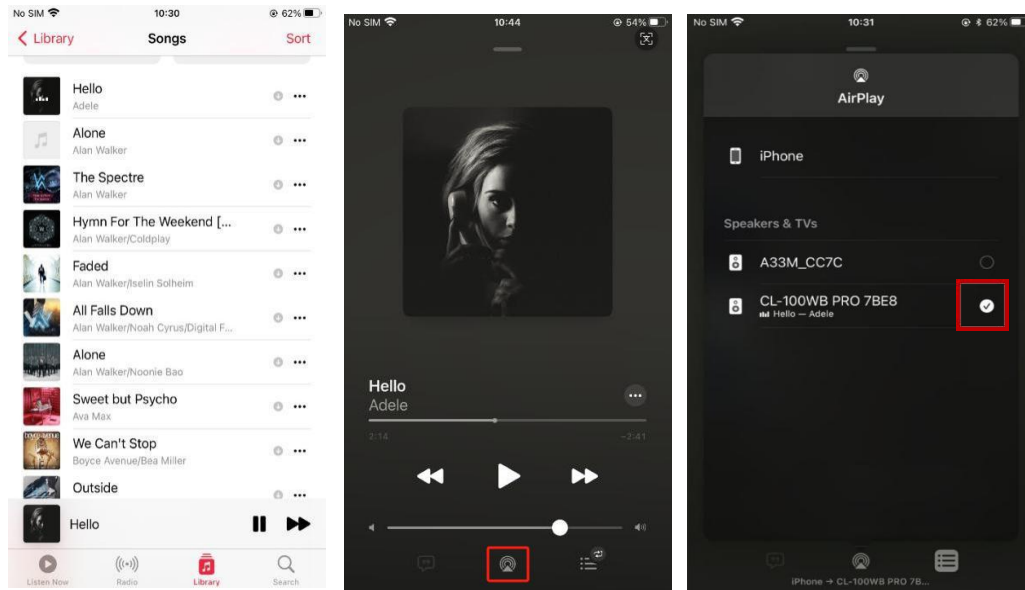 No SIM 10:30 62%
Library Songs Sort
Hello
Adele
Alone
Alan Walker
The Spectre
Alan Walker
Hymn For The Weekend [...
Alan Walker/Coldplay
Faded
Alan Walker/Iselin Solheim
All Falls Down
Alan Walker/Noah Cyrus/Digital F...
Alone
Alan Walker/Noonie Bao
Sweet but Psycho
Ava Max
We Can't Stop
Boyce Avenue/Bea Miller
Outside
Hello
Listen Now Radio Library Search
No SIM 10:44 54%
Hello
Adele
2:14 -2:41
No SIM 10:31 62%
AirPlay
iPhone
Speakers & TVs
A33M_CC7C
CL-100WB PRO 7BE8
Hello — Adele
iPhone → CL-100WB PRO 7B...